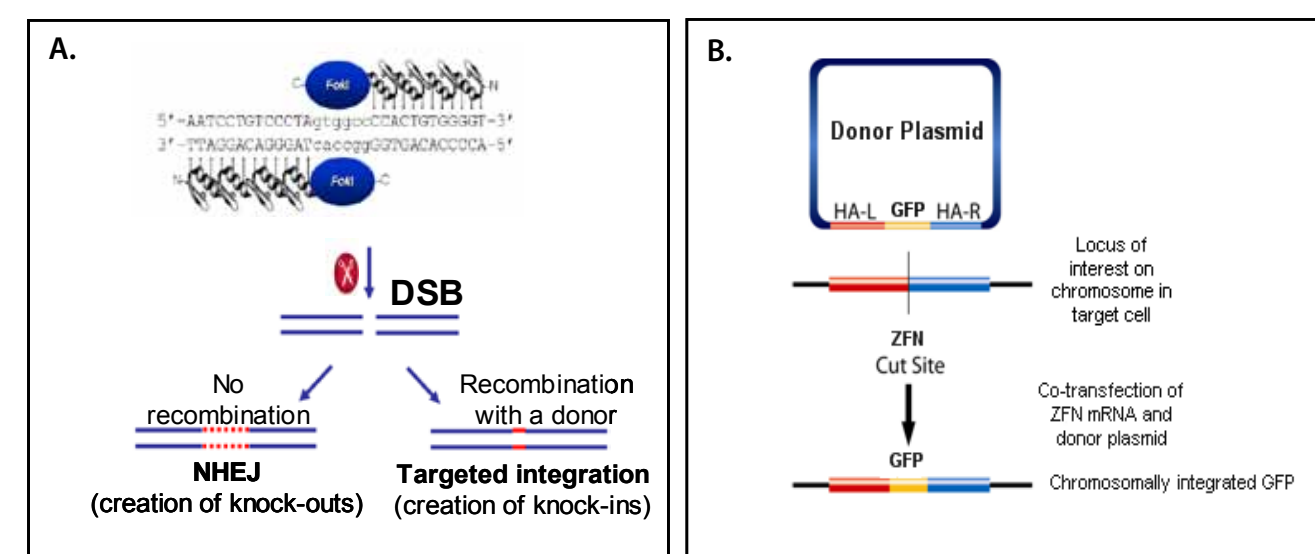 A.
C
FokI
N
5'-AATCCTGTCCCTAgtggccCCACTGTGGGGT-3'
3'-TTAGGACAGGGATcaccggGGTGACACCCCA-5'
N
FokI
C
DSB
No
recombination
NHEJ
(creation of knock-outs)
Recombination
with a donor
Targeted integration
(creation of knock-ins)
B.
Donor Plasmid
HA-L GFP HA-R
Locus of
interest on
chromosome in
target cell
ZFN
Cut Site
Co-transfection of
ZFN mRNA and
donor plasmid
GFP
Chromosomally integrated GFP